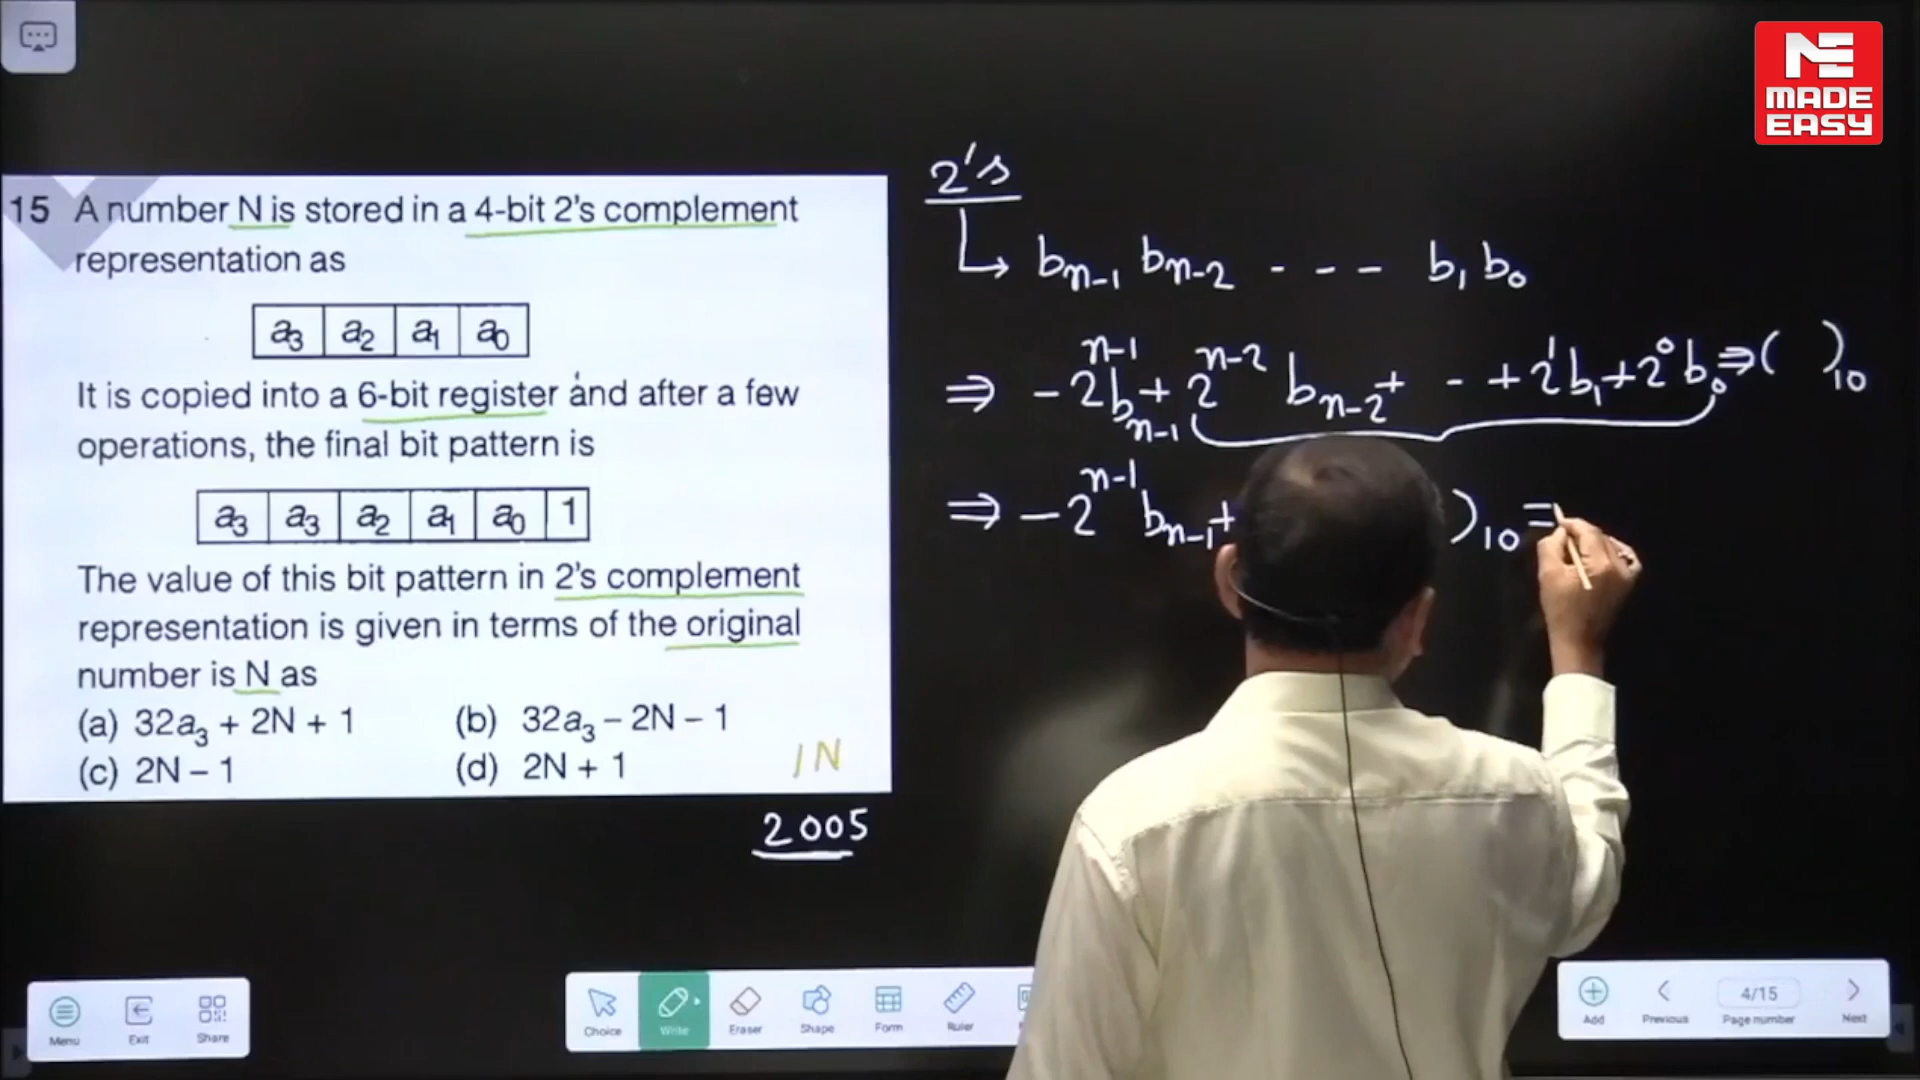 ME
MADE
EASY
15 A number N is stored in a 4-bit 2's complement
representation as
a3 a2 a1 a0
It is copied into a 6-bit register and after a few
operations, the final bit pattern is
a3 a3 a2 a1 a0 1
The value of this bit pattern in 2's complement
representation is given in terms of the original
number is N as
(a) 32a3 + 2N + 1 (b) 32a3 – 2N – 1
(c) 2N – 1 (d) 2N + 1
IN
2005
2's
↳ bn-1 bn-2 - - - b1 b0
⇒ -2^n-1 bn-1 + 2^n-2 bn-2 + - + 2^1 b1 + 2^0 b0 ⇒ ( )10
⇒ -2^n-1 bn-1 + )10 =
Menu Exit Share
Choice Write Eraser Shape Form Ruler
Add Previous 4/15 Page number Next